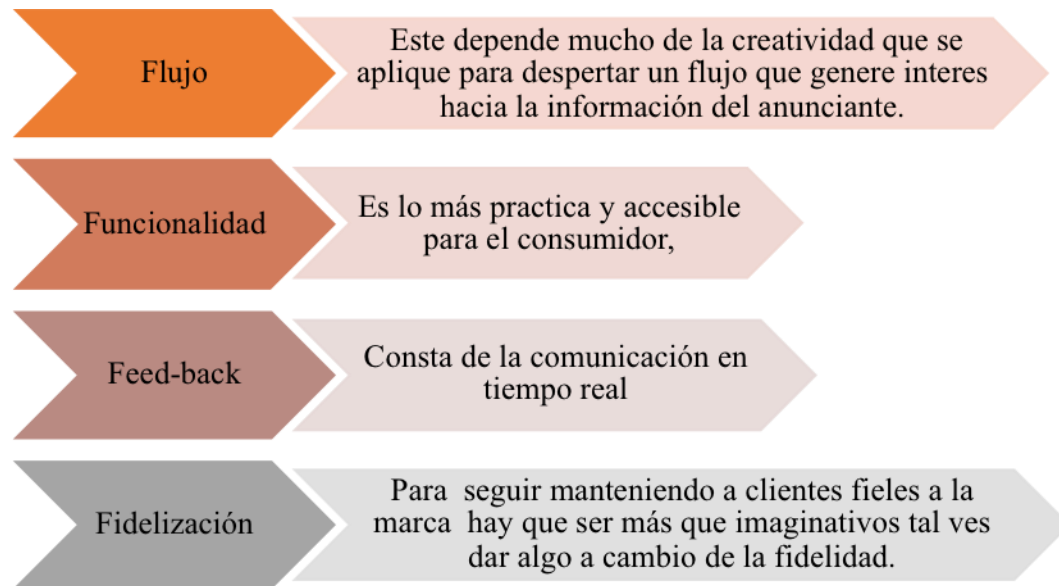 Flujo
Este depende mucho de la creatividad que se
aplique para despertar un flujo que genere interes
hacia la información del anunciante.
Funcionalidad
Es lo más practica y accesible
para el consumidor,
Feed-back
Consta de la comunicación en
tiempo real
Fidelización
Para  seguir manteniendo a clientes fieles a la
marca  hay que ser más que imaginativos tal ves
dar algo a cambio de la fidelidad.